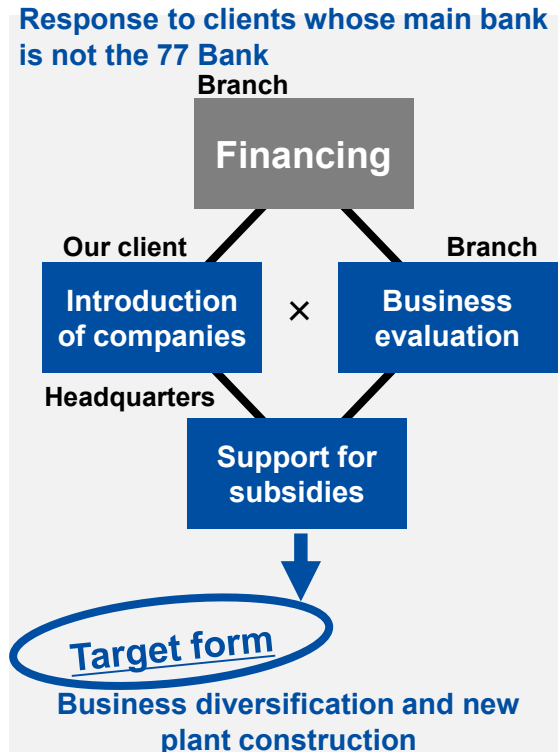 Response to clients whose main bank
is not the 77 Bank
Branch
Financing
Our client
Branch
Introduction
of companies
×
Business
evaluation
Headquarters
Support for
subsidies
Target form
Business diversification and new
plant construction